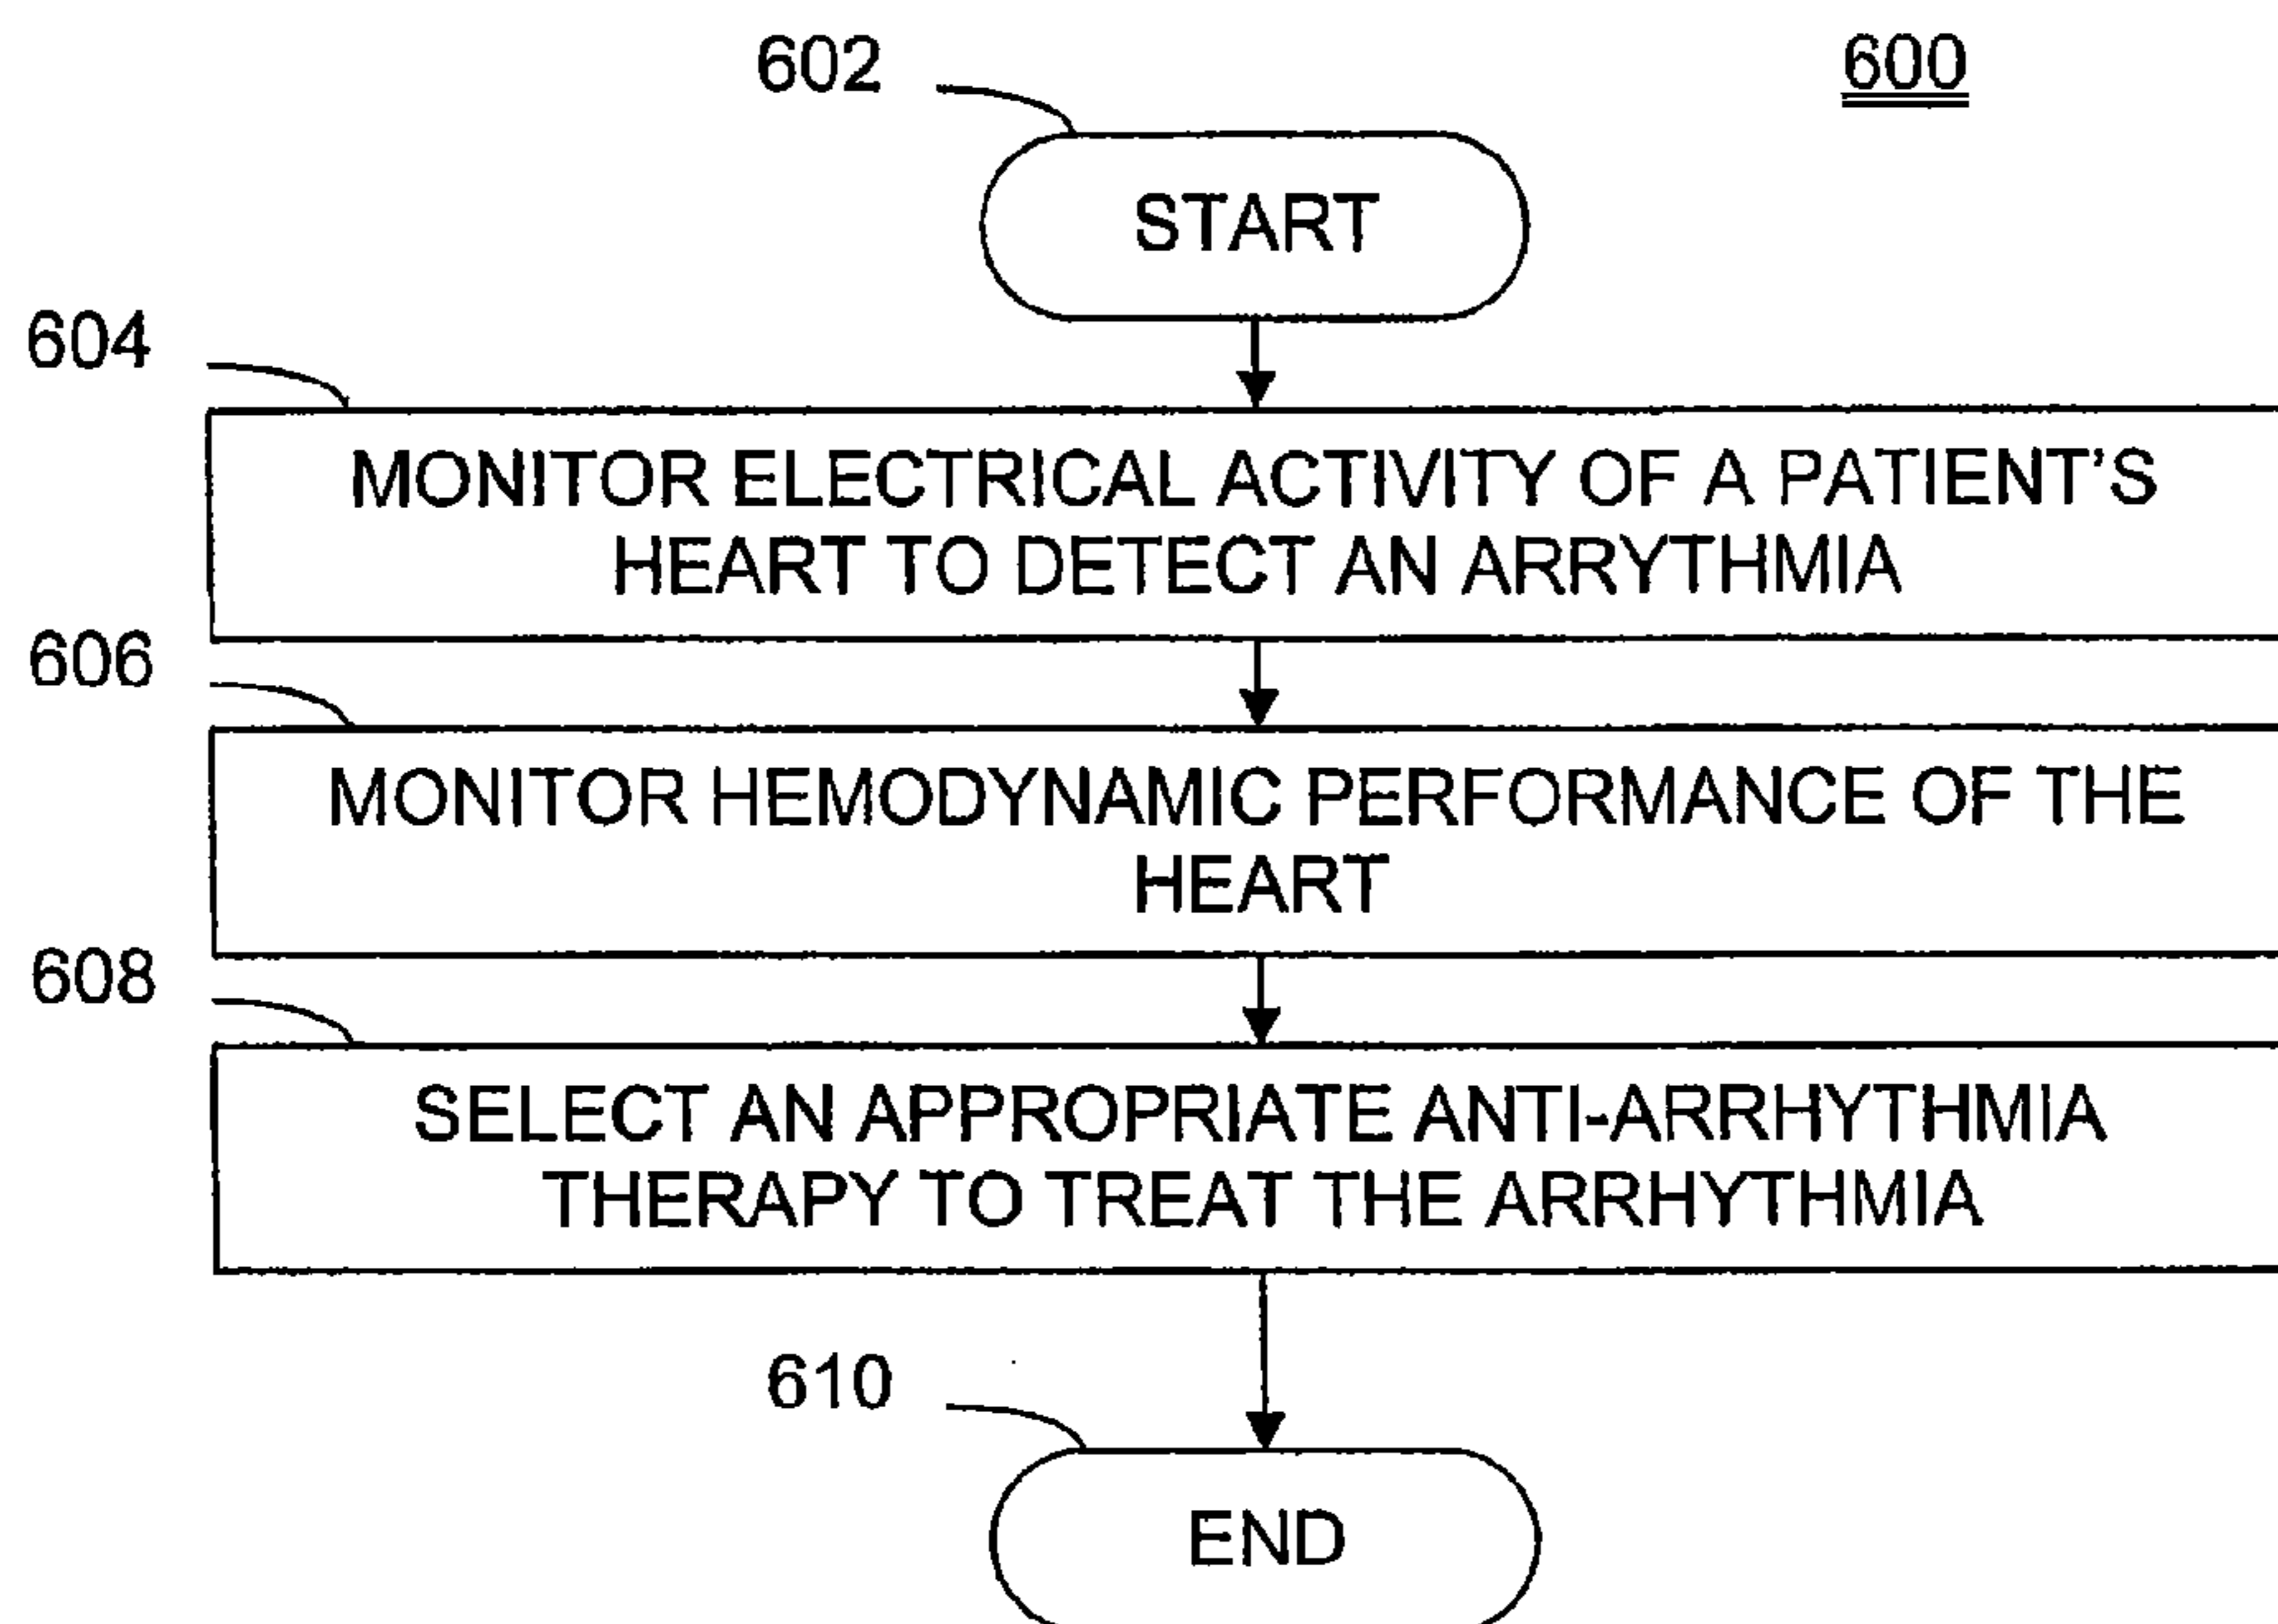 602
600
START
604
MONITOR ELECTRICAL ACTIVITY OF A PATIENT'S
HEART TO DETECT AN ARRYTHMIA
606
MONITOR HEMODYNAMIC PERFORMANCE OF THE
HEART
608
SELECT AN APPROPRIATE ANTI-ARRHYTHMIA
THERAPY TO TREAT THE ARRHYTHMIA
610
END